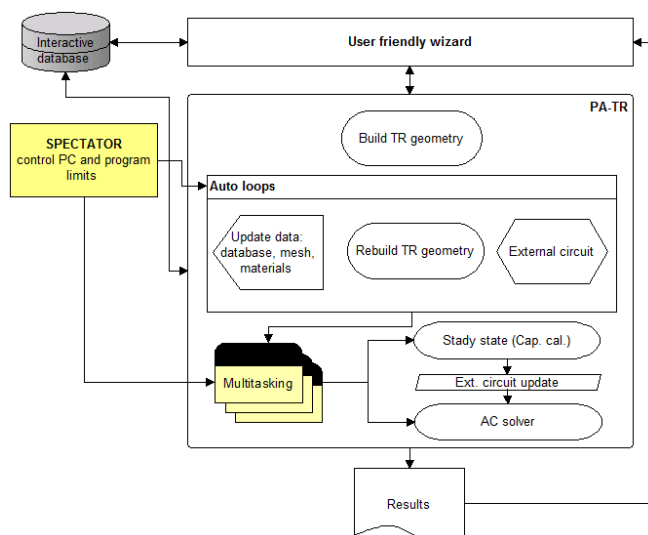 Interactive
database
User friendly wizard
PA-TR
Build TR geometry
SPECTATOR
control PC and program
limits
Auto loops
Update data:
database, mesh,
materials
Rebuild TR geometry
External circuit
Stady state (Cap. cal.)
Multitasking
Ext. circuit update
AC solver
Results